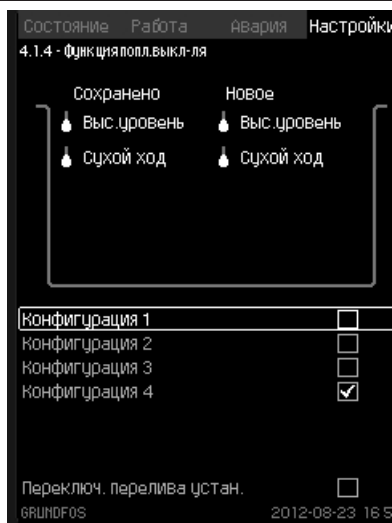 Состояние Работа Авария Настройки
4.1.4 - Функция попл.выкл-ля
Сохранено Новое
Выс.уровень Выс.уровень
Сухой ход Сухой ход
Конфигурация 1
Конфигурация 2
Конфигурация 3
Конфигурация 4
Переключ. перелива устан.
GRUNDFOS 2012-08-23 16:5